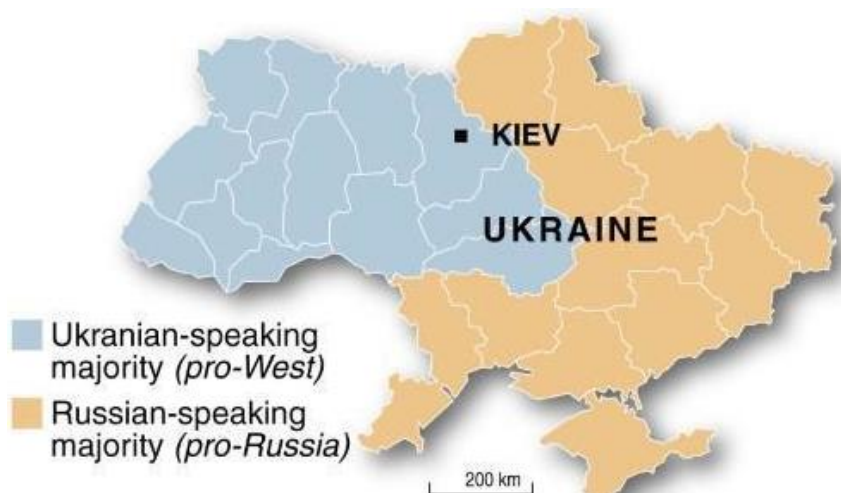 KIEV
UKRAINE
Ukranian-speaking
majority (pro-West)
Russian-speaking
majority (pro-Russia)
200 km